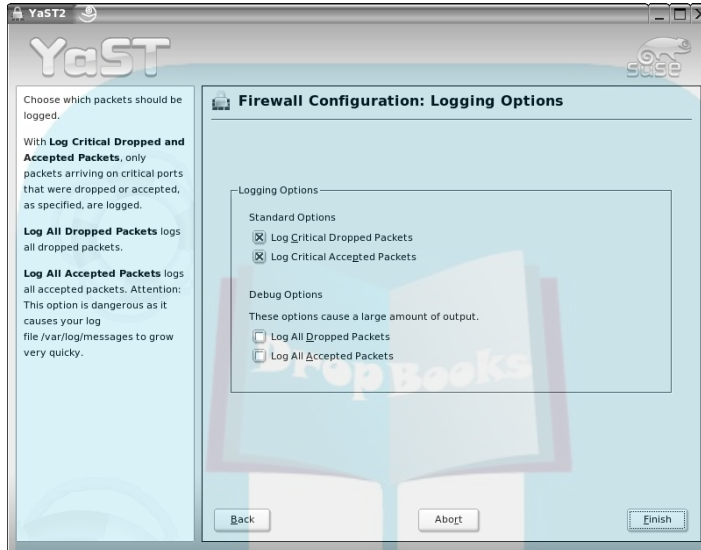 YaST2
YaST
SUSE
Choose which packets should be
logged.
With Log Critical Dropped and
Accepted Packets, only
packets arriving on critical ports
that were dropped or accepted,
as specified, are logged.
Log All Dropped Packets logs
all dropped packets.
Log All Accepted Packets logs
all accepted packets. Attention:
This option is dangerous as it
causes your log
file /var/log/messages to grow
very quicky.
Firewall Configuration: Logging Options
Logging Options
Standard Options
Log Critical Dropped Packets
Log Critical Accepted Packets
Debug Options
These options cause a large amount of output.
Log All Dropped Packets
Log All Accepted Packets
DropBooks
Back
Abort
Finish